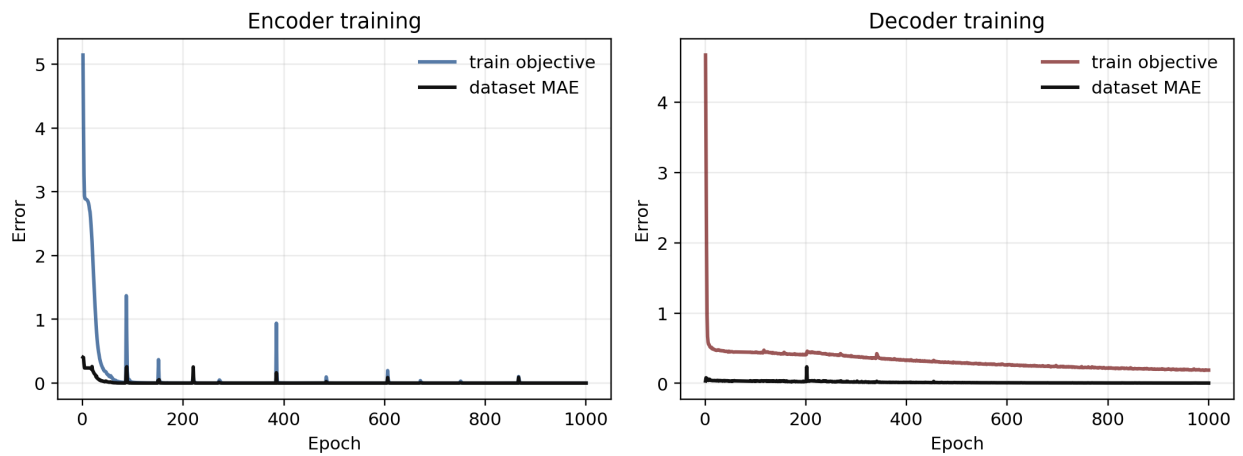 Encoder training
train objective
dataset MAE
Error
5
4
3
2
1
0
0 200 400 600 800 1000
Epoch
Decoder training
train objective
dataset MAE
Error
4
3
2
1
0
0 200 400 600 800 1000
Epoch